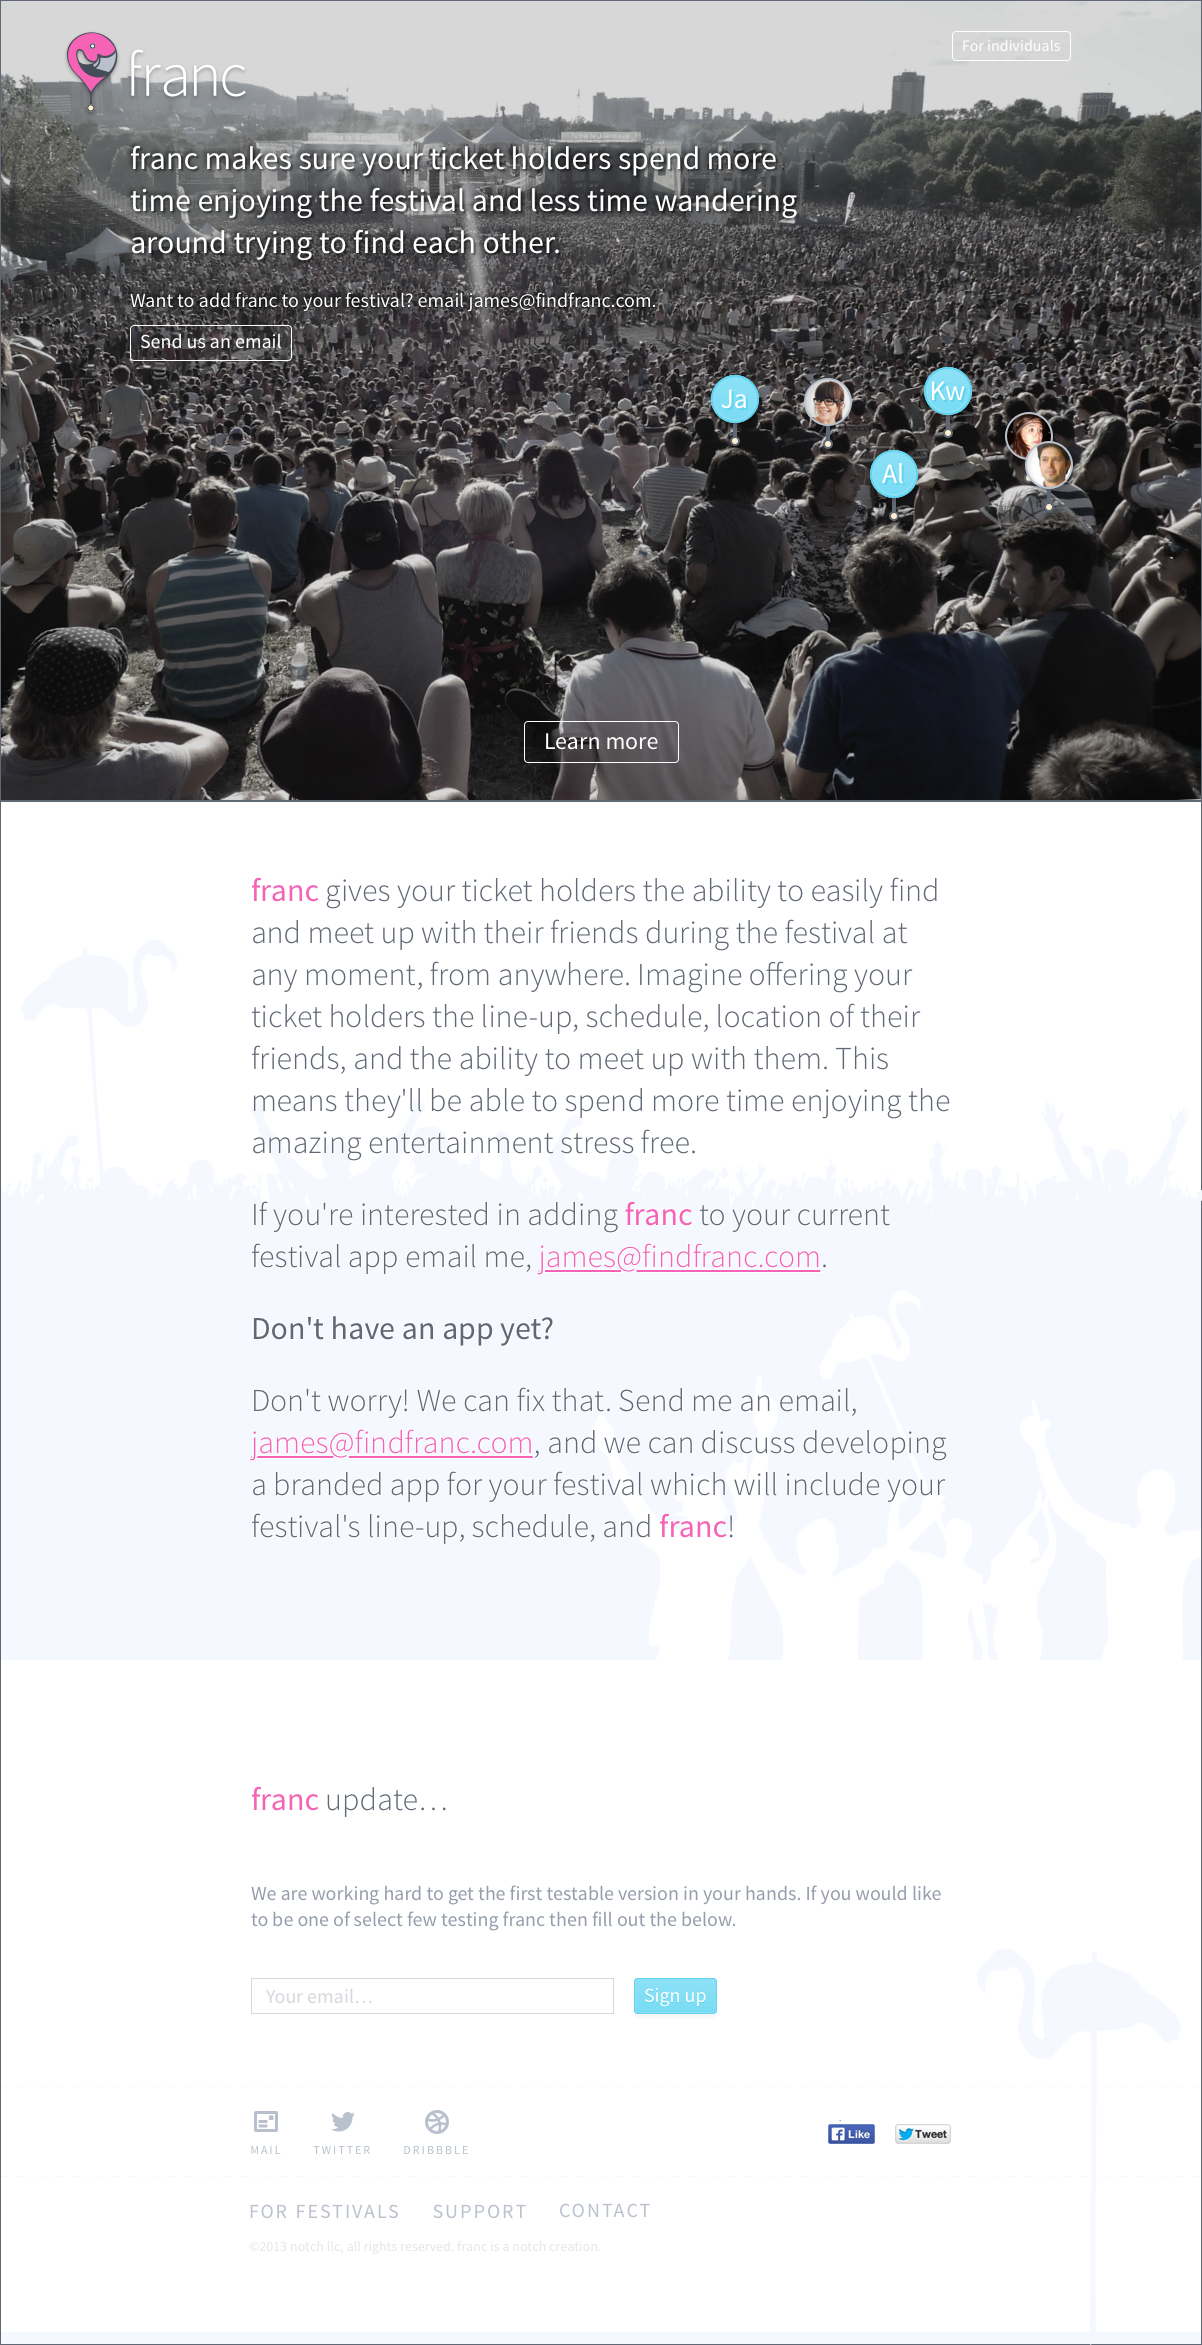 franc
For individuals
franc makes sure your ticket holders spend more
time enjoying the festival and less time wandering
around trying to find each other.
Want to add franc to your festival? email james@findfranc.com.
Send us an email
Ja
Kw
Al
Learn more
franc gives your ticket holders the ability to easily find
and meet up with their friends during the festival at
any moment, from anywhere. Imagine offering your
ticket holders the line-up, schedule, location of their
friends, and the ability to meet up with them. This
means they'll be able to spend more time enjoying the
amazing entertainment stress free.
If you're interested in adding franc to your current
festival app email me, james@findfranc.com.
Don't have an app yet?
Don't worry! We can fix that. Send me an email,
james@findfranc.com, and we can discuss developing
a branded app for your festival which will include your
festival's line-up, schedule, and franc!
franc update…
We are working hard to get the first testable version in your hands. If you would like
to be one of select few testing franc then fill out the below.
Your email…
Sign up
MAIL TWITTER DRIBBBLE
Like Tweet
FOR FESTIVALS SUPPORT CONTACT
©2013 notch llc, all rights reserved. franc is a notch creation.